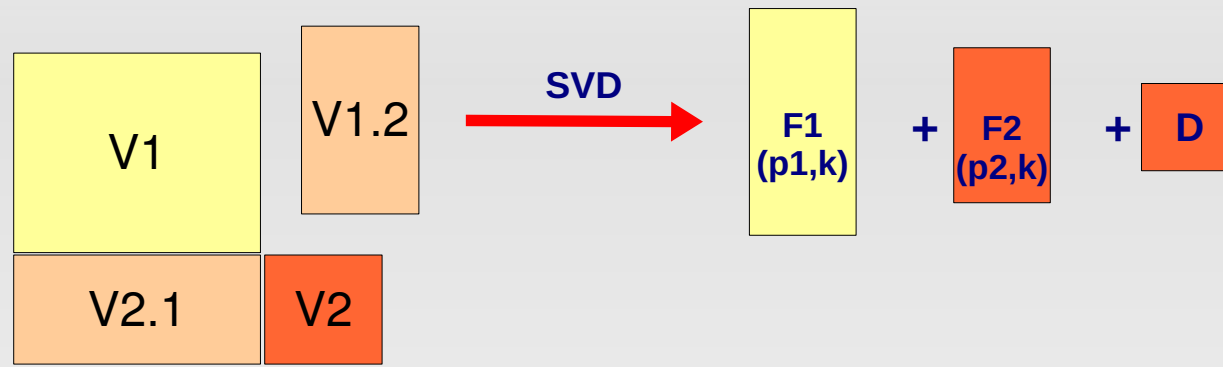 V1
V1.2
SVD
F1
(p1,k)
+
F2
(p2,k)
+
D
V2.1
V2